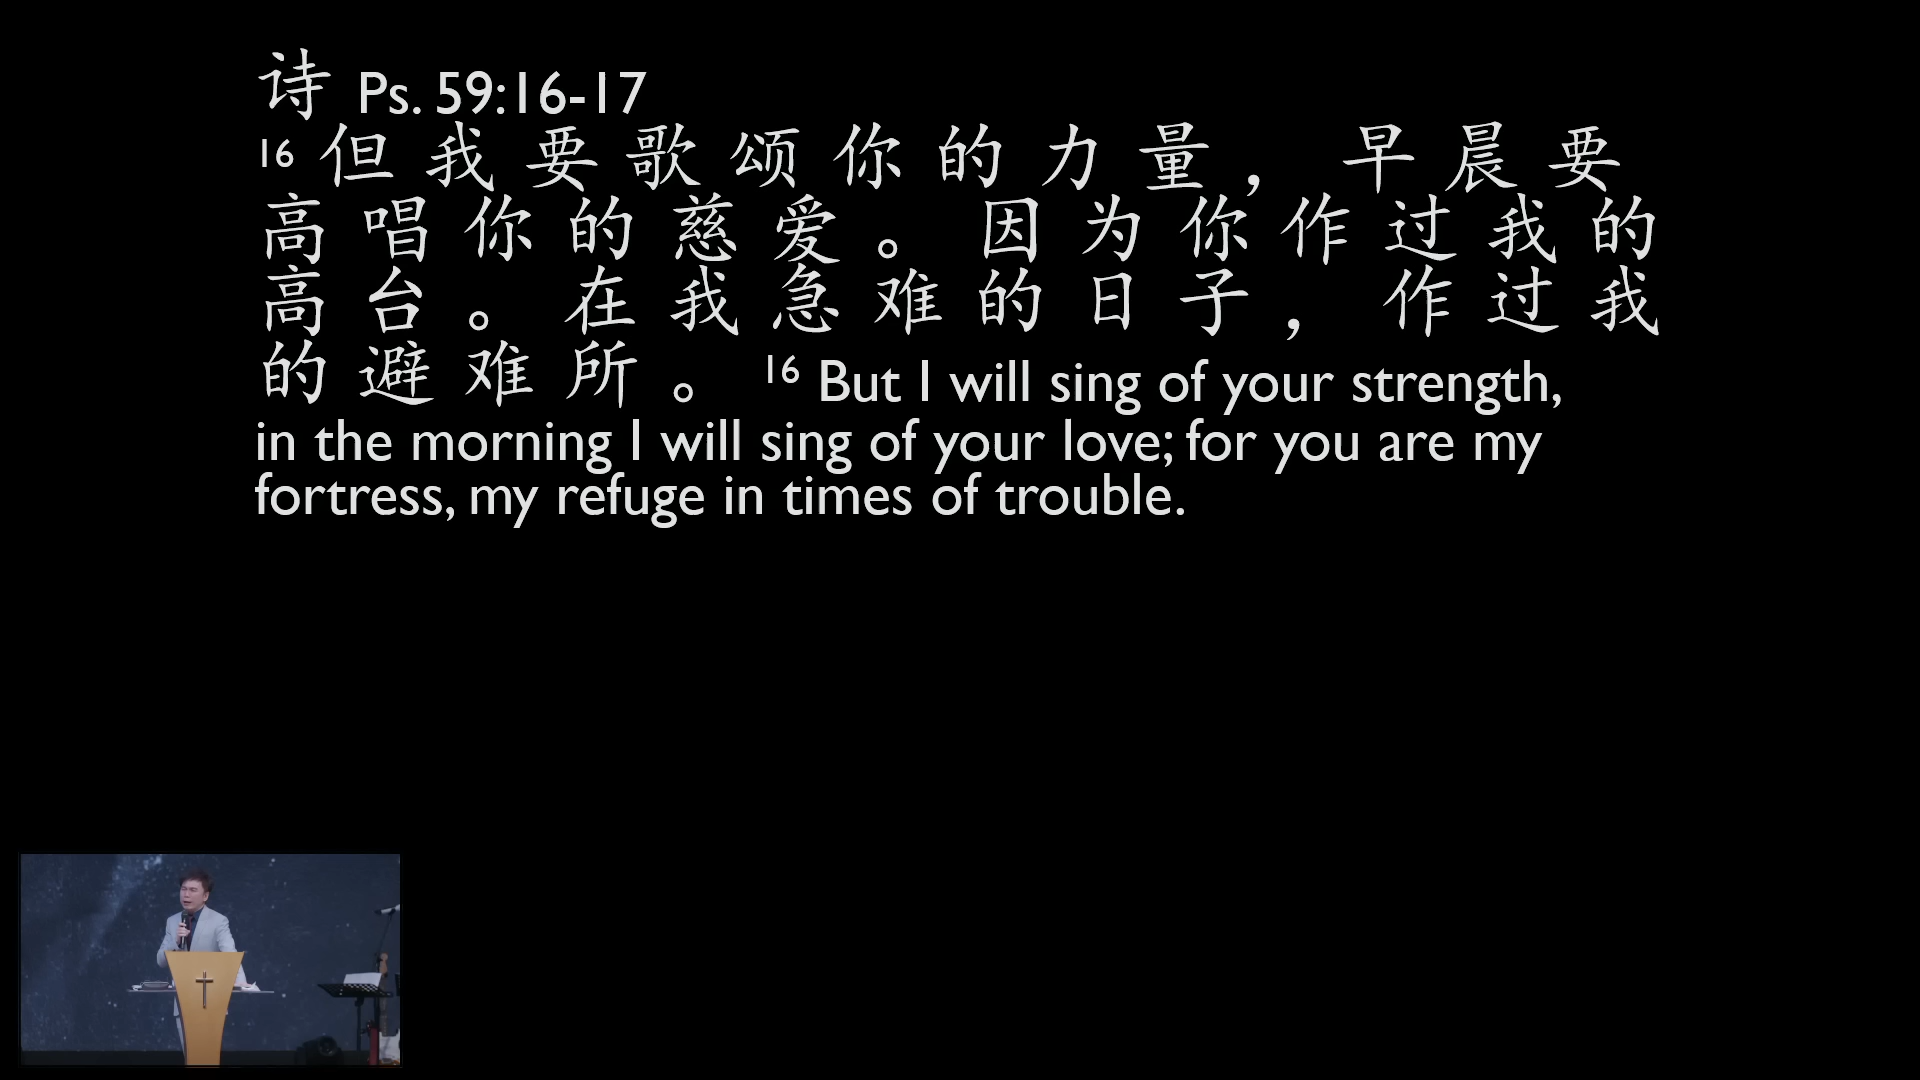 诗 Ps. 59:16-17
16 但我要歌颂你的力量，早晨要
高唱你的慈爱。因为你作过我的
高台。在我急难的日子，作过我
的避难所。 16 But I will sing of your strength,
in the morning I will sing of your love; for you are my
fortress, my refuge in times of trouble.